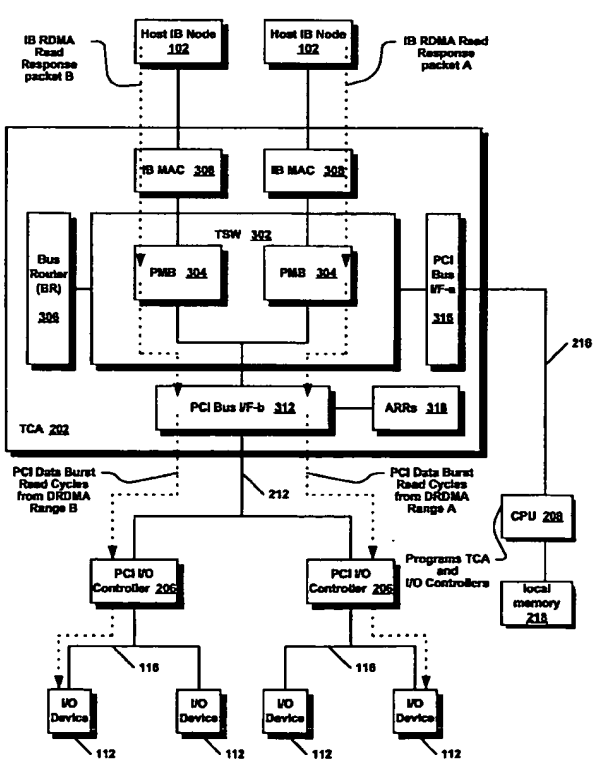 IB RDMA
Read
Response
packet B
Host IB Node
102
Host IB Node
102
IB RDMA Read
Response
packet A
IB MAC 308
IB MAC 308
TSW 302
Bus
Router
(BR)
306
PMB
304
PMB
304
PCI
Bus
I/F-a
316
216
PCI Bus I/F-b 312
ARRs 318
TCA 202
PCI Data Burst
Read Cycles
from DRDMA
Range B
212
PCI Data Burst
Read Cycles
from DRDMA
Range A
CPU 208
Programs TCA
and
I/O Controllers
PCI I/O
Controller 206
PCI I/O
Controller 206
local
memory
218
116
116
I/O
Device
I/O
Device
I/O
Device
I/O
Device
112
112
112
112